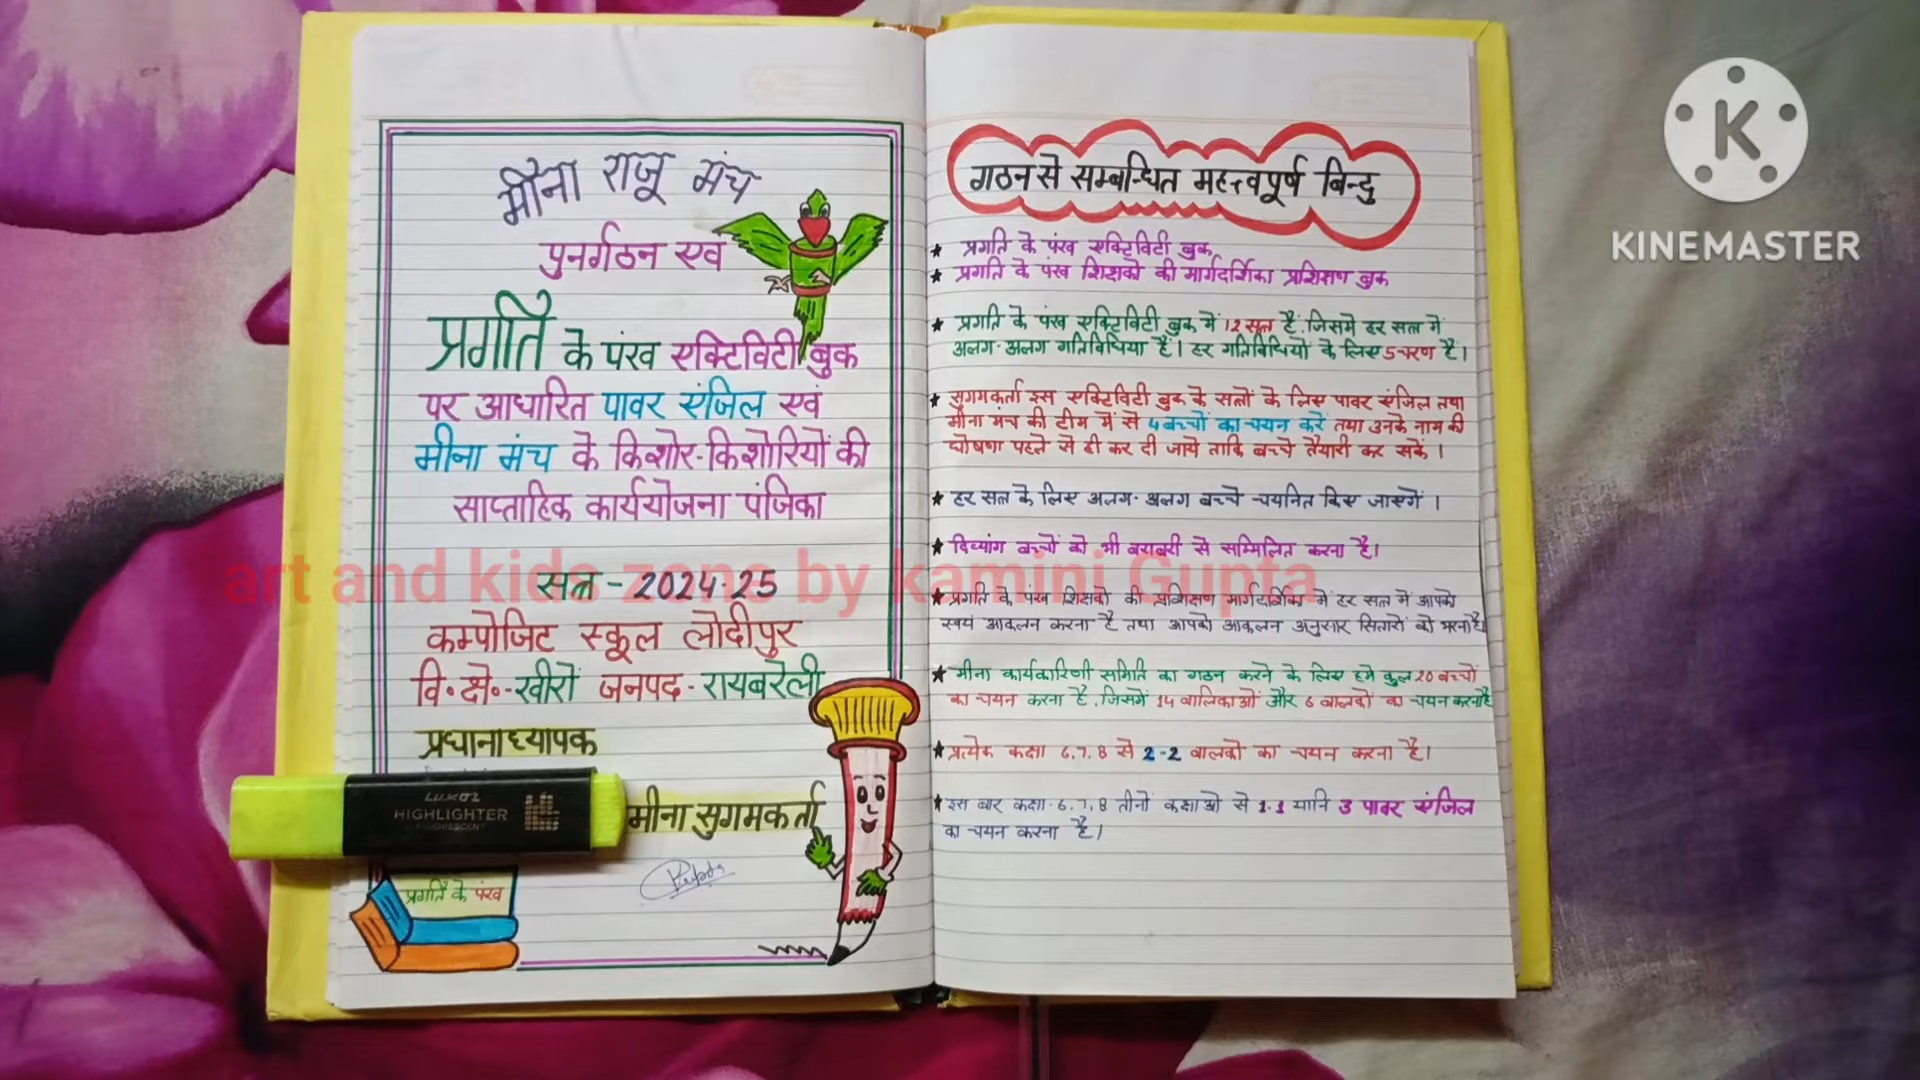 मीना राजू मंच
पुनर्गठन एवं
प्रगति के पंख एक्टिविटी बुक
पर आधारित पावर एंजिल एवं
मीना मंच के किशोर-किशोरियों की
साप्ताहिक कार्ययोजना पंजिका
सत्र - 2024-25
कम्पोजिट स्कूल लोदीपुर
वि॰ क्षे॰-खीरों जनपद - रायबरेली
प्रधानाध्यापक
Luxor
HIGHLIGHTER
FLUORESCENT
मीना सुगमकर्ता
प्रगति के पंख
गठन से सम्बन्धित महत्त्वपूर्ण बिन्दु
★ प्रगति के पंख एक्टिविटी बुक,
★ प्रगति के पंख शिक्षकों की मार्गदर्शिका प्रशिक्षण बुक
★ प्रगति के पंख एक्टिविटी बुक में 12 सत्र हैं, जिसमें हर सत्र में
अलग-अलग गतिविधियां हैं। हर गतिविधियों के लिए 5 चरण हैं।
★ सुगमकर्ता इस एक्टिविटी बुक के सत्रों के लिए पावर एंजिल तथा
मीना मंच की टीम में से 4 बच्चों का चयन करें तथा उनके नाम की
घोषणा पहले से ही कर दी जाये ताकि बच्चे तैयारी कर सकें।
★ हर सत्र के लिए अलग-अलग बच्चे चयनित किए जाएगें।
★ दिव्यांग बच्चों को भी बराबरी से सम्मिलित करना है।
★ प्रगति के पंख शिक्षकों की प्रशिक्षण मार्गदर्शिका में हर सत्र में आपको
स्वयं आकलन करना है तथा आपको आकलन अनुसार सितारों को भरना है।
★ मीना कार्यकारिणी समिति का गठन करने के लिए हमें कुल 20 बच्चों
का चयन करना है, जिसमें 14 बालिकाओं और 6 बालकों का चयन करना है
★ प्रत्येक कक्षा 6, 7, 8 से 2-2 बालकों का चयन करना है।
★ इस बार कक्षा-6, 7, 8 तीनों कक्षाओं से 1-1 यानि 3 पावर एंजिल
का चयन करना है।
art and kids zone by kamini Gupta
K
KINEMASTER